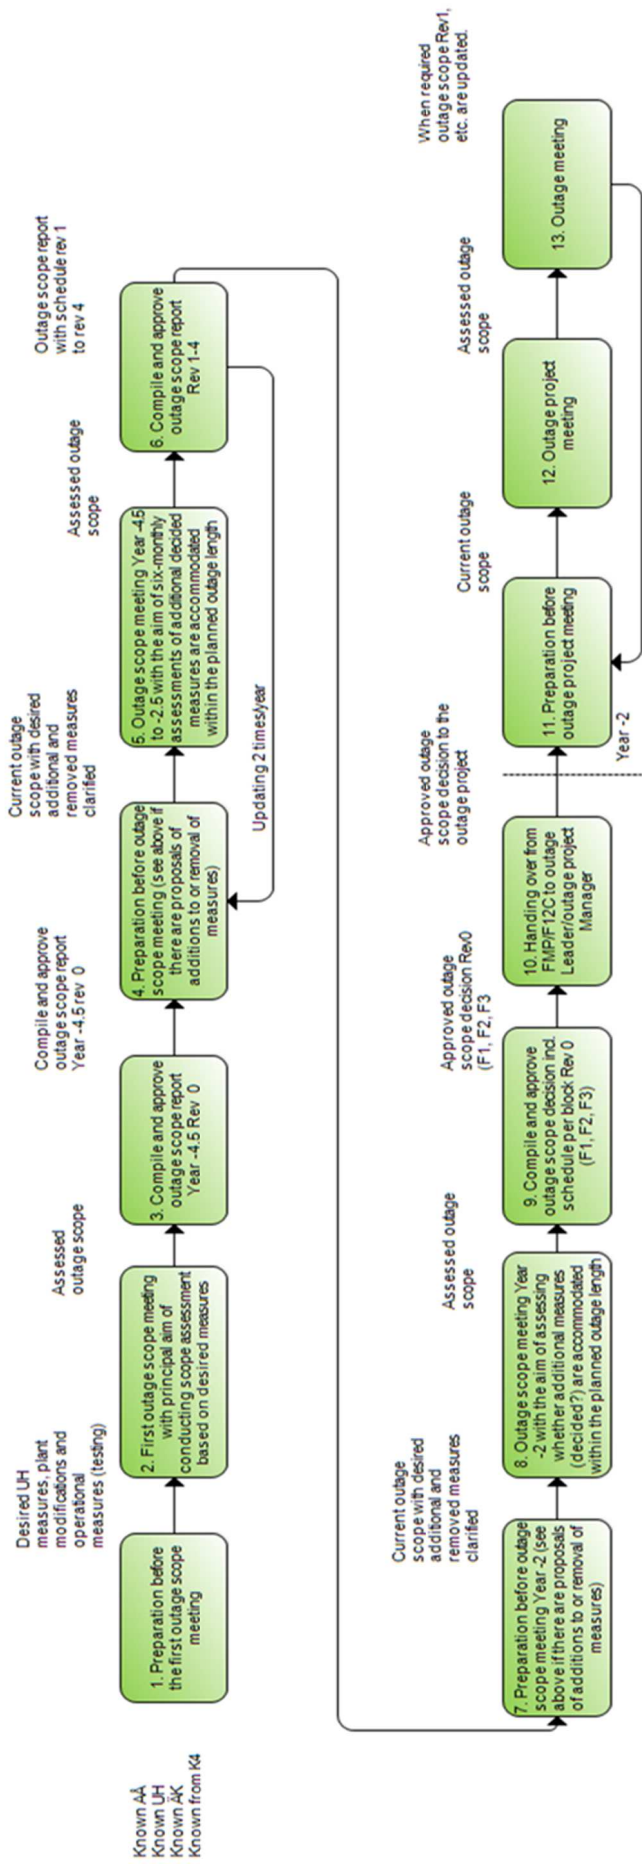 Known AÅ
Known UH
Known ÄK
Known from K4
1. Preparation before
the first outage scope
meeting
Desired UH
measures, plant
modifications and
operational
measures (testing)
2. First outage scope meeting
with principal aim of
conducting scope assessment
based on desired measures
Assessed
outage scope
3. Compile and approve
outage scope report
Year -4.5 Rev 0
Compile and approve
outage scope report
Year -4.5 rev 0
4. Preparation before outage
scope meeting (see above if
there are proposals of
additions to or removal of
measures)
Current outage
scope with desired
additional and
removed measures
clarified
5. Outage scope meeting Year -4.5
to -2.5 with the aim of six-monthly
assessments of additional decided
measures are accommodated
within the planned outage length
Assessed outage
scope
6. Compile and approve
outage scope report
Rev 1-4
Outage scope report
with schedule rev 1
to rev 4
Updating 2 times/year
7. Preparation before outage
scope meeting Year -2 (see
above if there are proposals
of additions to or removal of
measures)
Current outage
scope with desired
additional and
removed measures
clarified
8. Outage scope meeting Year
-2 with the aim of assessing
whether additional measures
(decided?) are accommodated
within the planned outage length
Assessed outage
scope
9. Compile and approve
outage scope decision incl.
schedule per block Rev 0
(F1, F2, F3)
Approved outage
scope decision Rev0
(F1, F2, F3)
10. Handing over from
FMP/F12C to outage
Leader/outage project
Manager
Approved outage
scope decision to the
outage project
11. Preparation before
outage project meeting
Current outage
scope
12. Outage project
meeting
Assessed outage
scope
13. Outage meeting
When required
outage scope Rev1,
etc. are updated.
Year -2